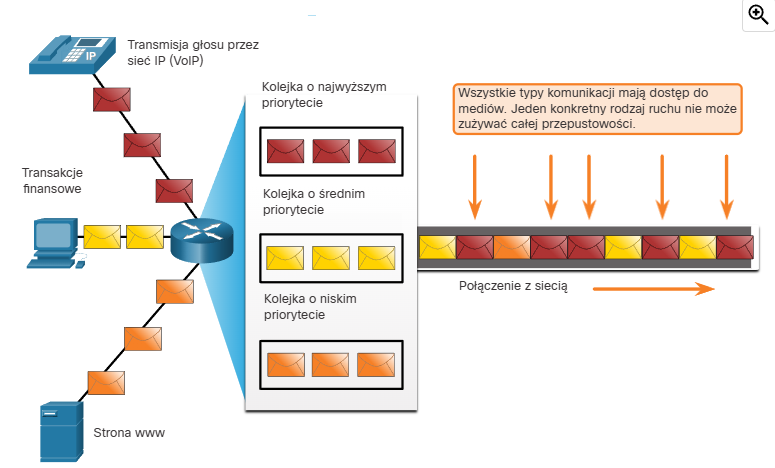 Transmisja głosu przez
sieć IP (VoIP)
IP
Kolejka o najwyższym
priorytecie
Wszystkie typy komunikacji mają dostęp do
mediów. Jeden konkretny rodzaj ruchu nie może
zużywać całej przepustowości.
Transakcje
finansowe
Kolejka o średnim
priorytecie
Połączenie z siecią
Kolejka o niskim
priorytecie
Strona www